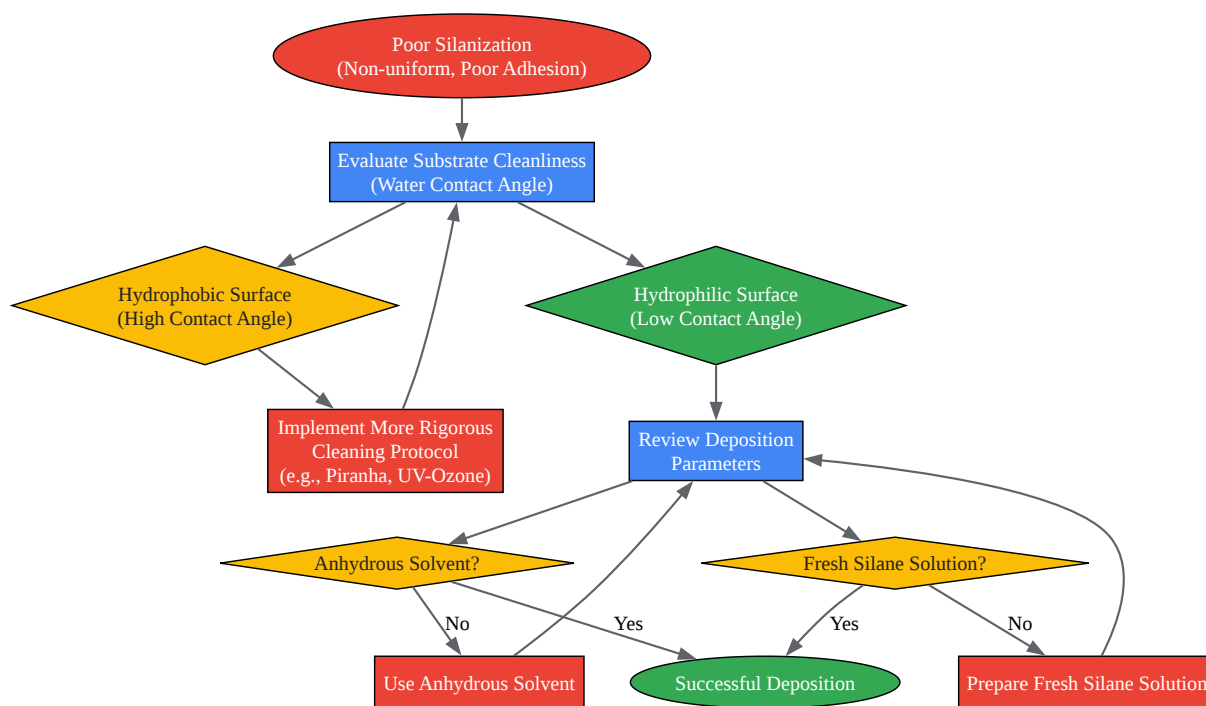 Poor Silanization
(Non-uniform, Poor Adhesion)
Evaluate Substrate Cleanliness
(Water Contact Angle)
Hydrophobic Surface
(High Contact Angle)
Hydrophilic Surface
(Low Contact Angle)
Implement More Rigorous
Cleaning Protocol
(e.g., Piranha, UV-Ozone)
Review Deposition
Parameters
Anhydrous Solvent?
Fresh Silane Solution?
No
Yes
Yes
No
Use Anhydrous Solvent
Successful Deposition
Prepare Fresh Silane Solution